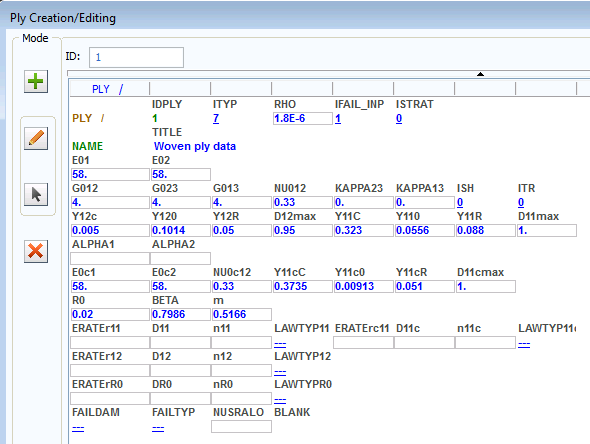 Ply Creation/Editing
Mode
ID: 1
PLY /
IDPLY ITYP RHO IFAIL_INP ISTRAT
PLY / 1 7 1.8E-6 1 0
TITLE
NAME Woven ply data
E01 E02
58. 58.
G012 G023 G013 NU012 KAPPA23 KAPPA13 ISH ITR
4. 4. 4. 0.33 0. 0. 0 0
Y12c Y120 Y12R D12max Y11C Y110 Y11R D11max
0.005 0.1014 0.05 0.95 0.323 0.0556 0.088 1.
ALPHA1 ALPHA2
E0c1 E0c2 NU0c12 Y11cC Y11c0 Y11cR D11cmax
58. 58. 0.33 0.3735 0.00913 0.051 1.
R0 BETA m
0.02 0.7986 0.5166
ERATEr11 D11 n11 LAWTYP11 ERATErc11 D11c n11c LAWTYP11c
---
---
ERATEr12 D12 n12 LAWTYP12
---
ERATErR0 DR0 nR0 LAWTYPR0
---
FAILDAM FAILTYP NUSRALO BLANK
--- ---